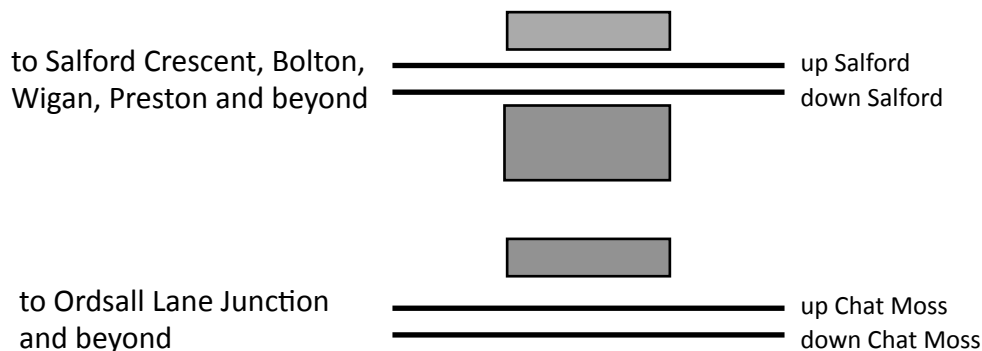 to Salford Crescent, Bolton,
Wigan, Preston and beyond
up Salford
down Salford
to Ordsall Lane Junction
and beyond
up Chat Moss
down Chat Moss